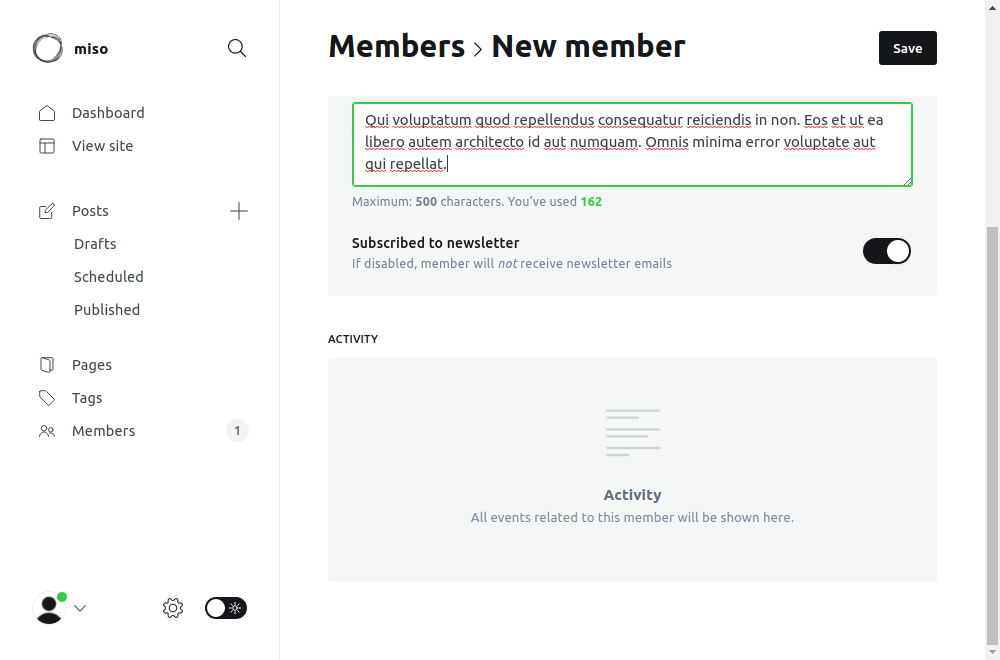 miso
Dashboard
View site
Posts
Drafts
Scheduled
Published
Pages
Tags
Members 1
Members > New member
Save
Qui voluptatum quod repellendus consequatur reiciendis in non. Eos et ut ea
libero autem architecto id aut numquam. Omnis minima error voluptate aut
qui repellat.
Maximum: 500 characters. You’ve used 162
Subscribed to newsletter
If disabled, member will not receive newsletter emails
ACTIVITY
Activity
All events related to this member will be shown here.